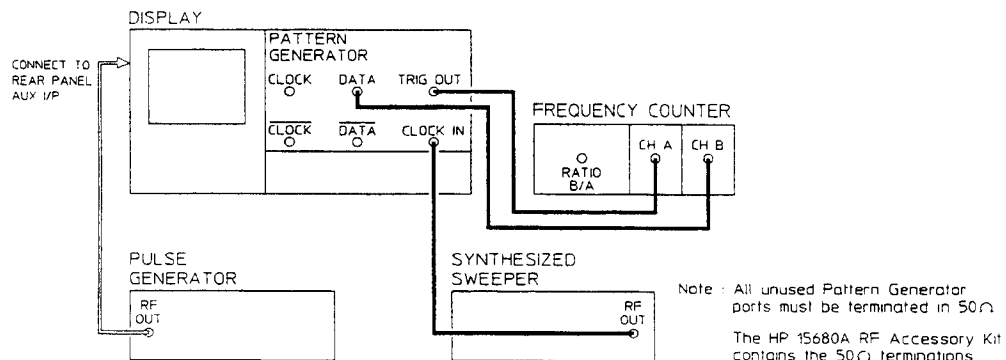 DISPLAY
PATTERN
GENERATOR
CONNECT TO
REAR PANEL
AUX I/P
CLOCK DATA TRIG OUT
CLOCK DATA CLOCK IN
FREQUENCY COUNTER
CH A CH B
RATIO
B/A
PULSE
GENERATOR
RF
OUT
SYNTHESIZED
SWEEPER
RF
OUT
Note : All unused Pattern Generator
ports must be terminated in 50Ω
The HP 15680A RF Accessory Kit
contains the 50Ω terminations